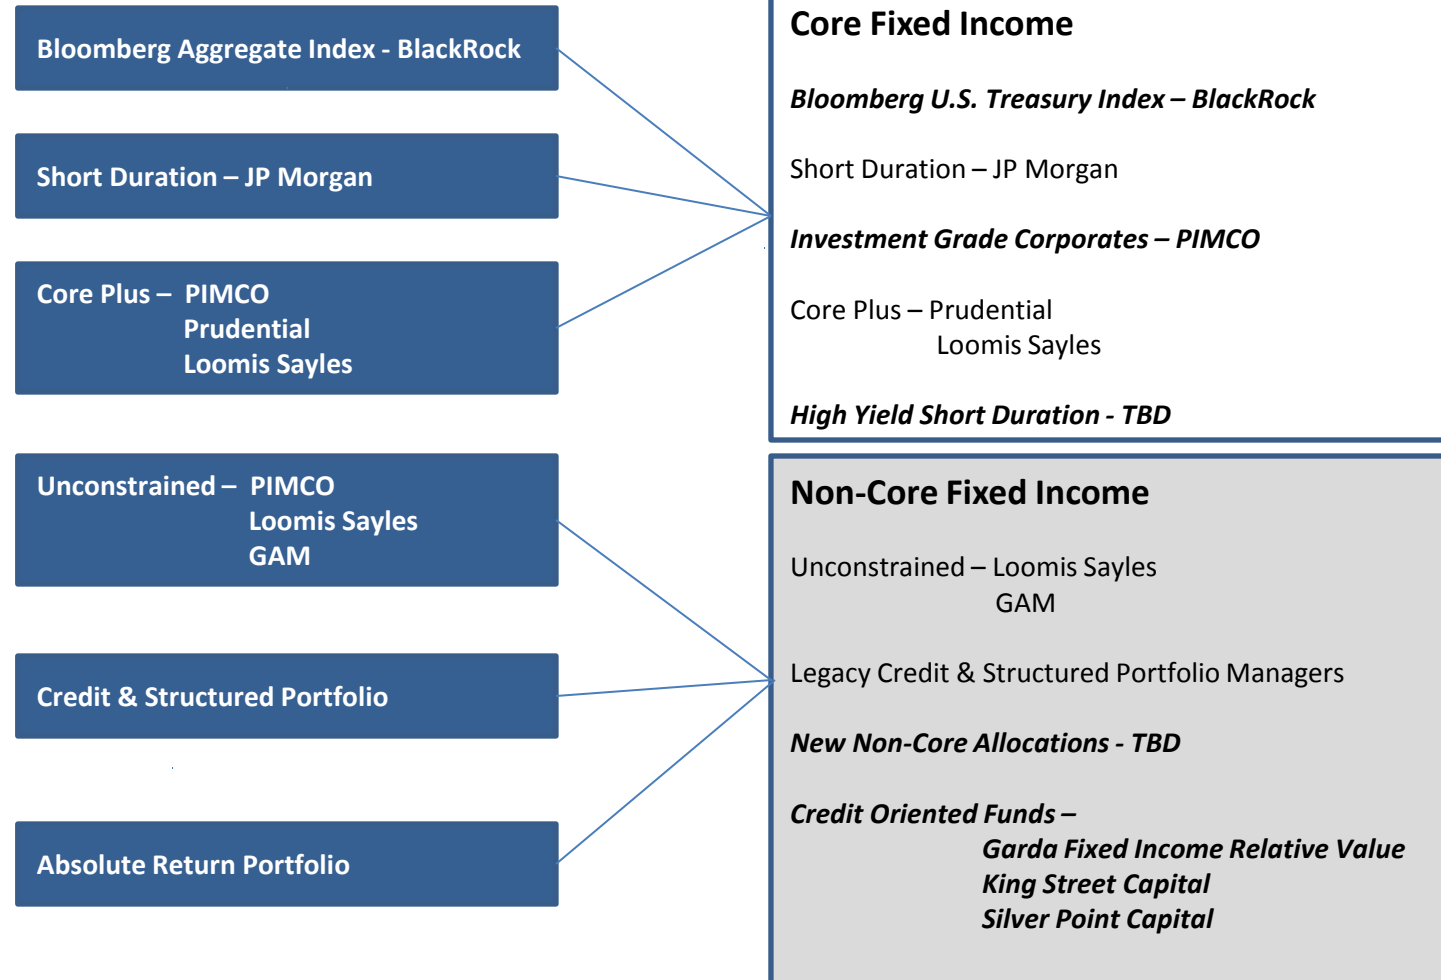 Bloomberg Aggregate Index - BlackRock
Short Duration – JP Morgan
Core Plus – PIMCO
Prudential
Loomis Sayles
Unconstrained – PIMCO
Loomis Sayles
GAM
Credit & Structured Portfolio
Absolute Return Portfolio
Core Fixed Income
Bloomberg U.S. Treasury Index – BlackRock
Short Duration – JP Morgan
Investment Grade Corporates – PIMCO
Core Plus – Prudential
Loomis Sayles
High Yield Short Duration - TBD
Non-Core Fixed Income
Unconstrained – Loomis Sayles
GAM
Legacy Credit & Structured Portfolio Managers
New Non-Core Allocations - TBD
Credit Oriented Funds –
Garda Fixed Income Relative Value
King Street Capital
Silver Point Capital